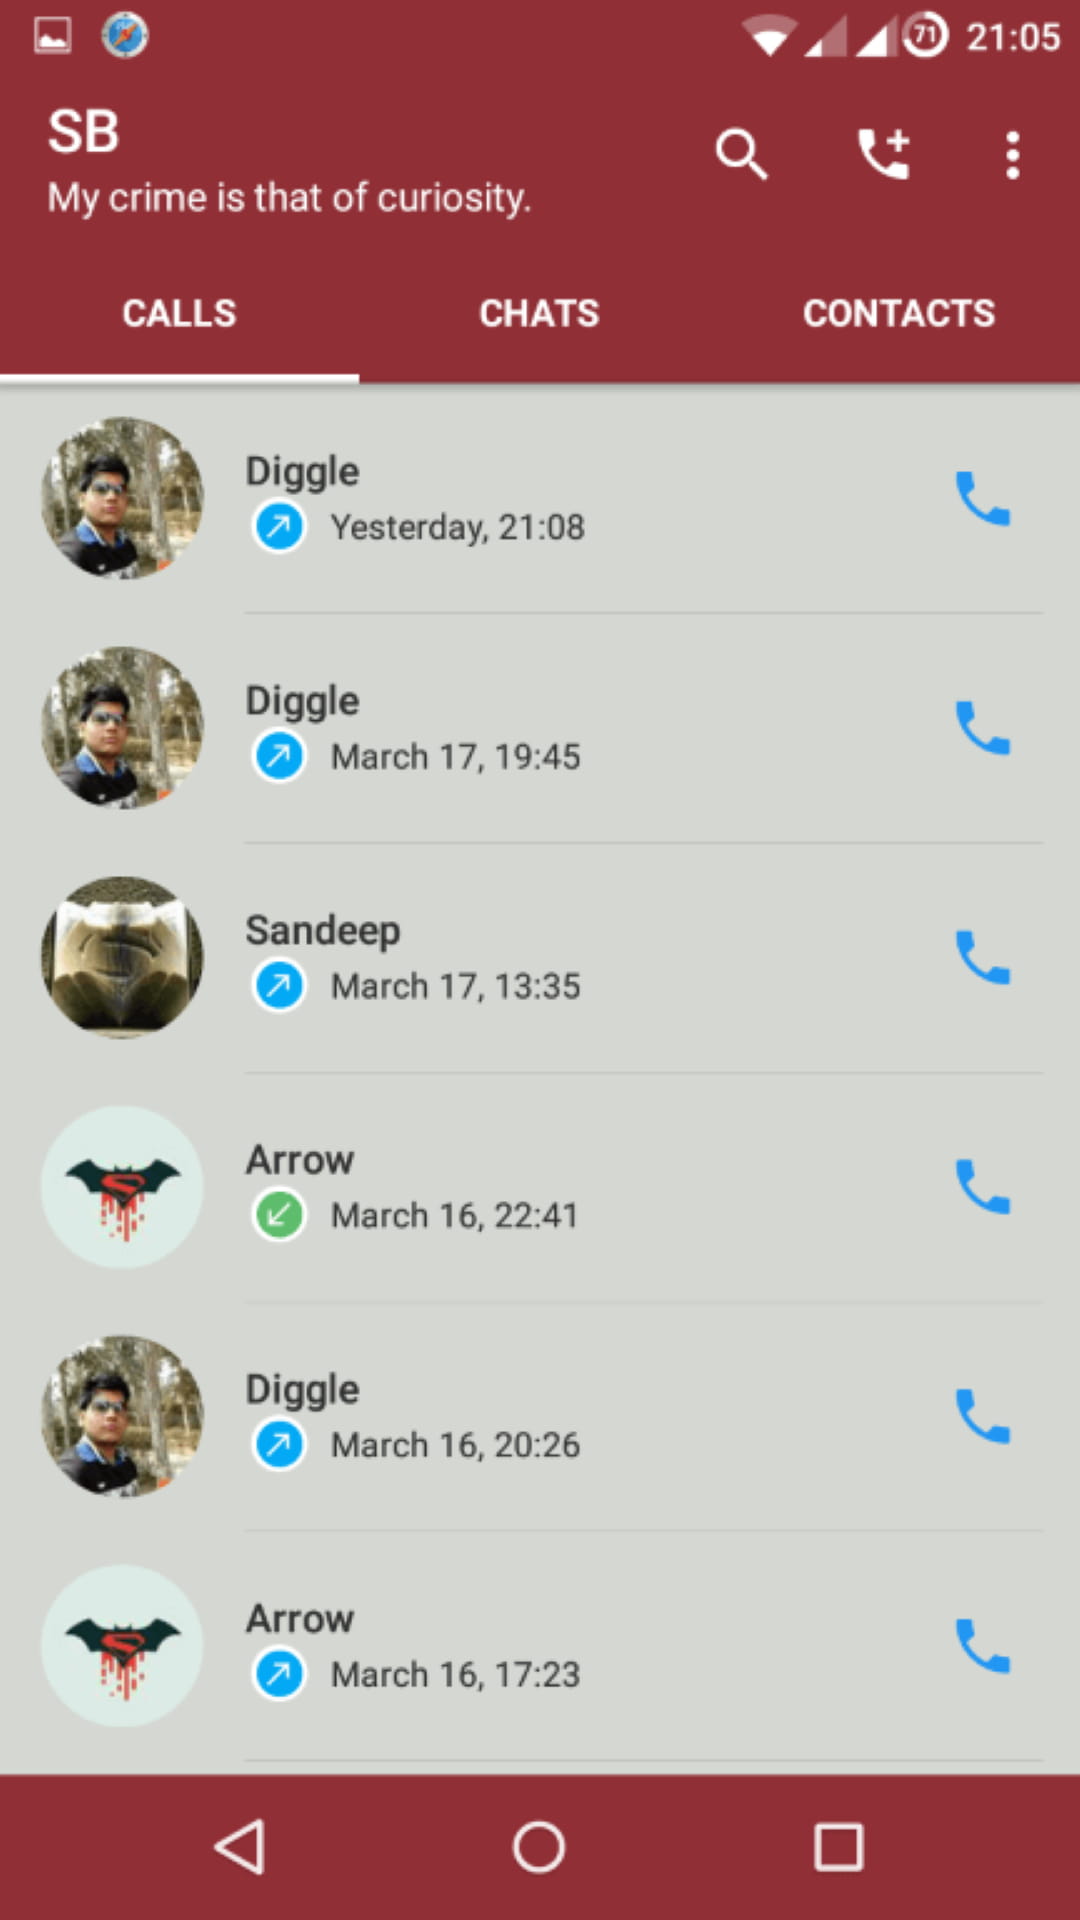 71 21:05
SB
My crime is that of curiosity.
CALLS CHATS CONTACTS
Diggle
Yesterday, 21:08
Diggle
March 17, 19:45
Sandeep
March 17, 13:35
Arrow
March 16, 22:41
Diggle
March 16, 20:26
Arrow
March 16, 17:23